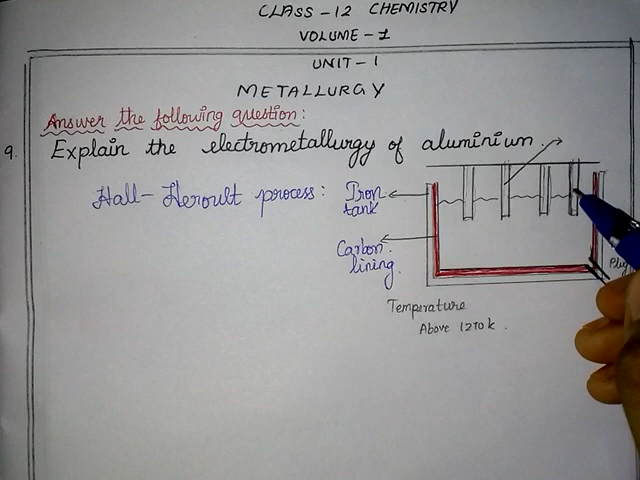 CLASS-12 CHEMISTRY
VOLUME-1
UNIT-1
METALLURGY
Answer the following question:
9. Explain the electrometallurgy of aluminium.
Hall-Heroult process:
Iron
tank
Carbon
lining.
Temperature
Above 1270k.